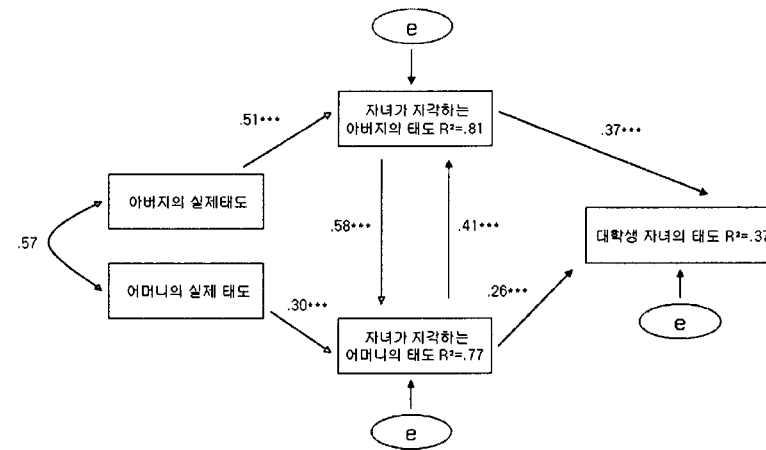 e
자녀가 지각하는
아버지의 태도 R²=.81
.51***
.37***
아버지의 실제태도
.57
.58***
.41***
대학생 자녀의 태도 R²=.37
어머니의 실제 태도
.30***
.26***
자녀가 지각하는
어머니의 태도 R²=.77
e
e